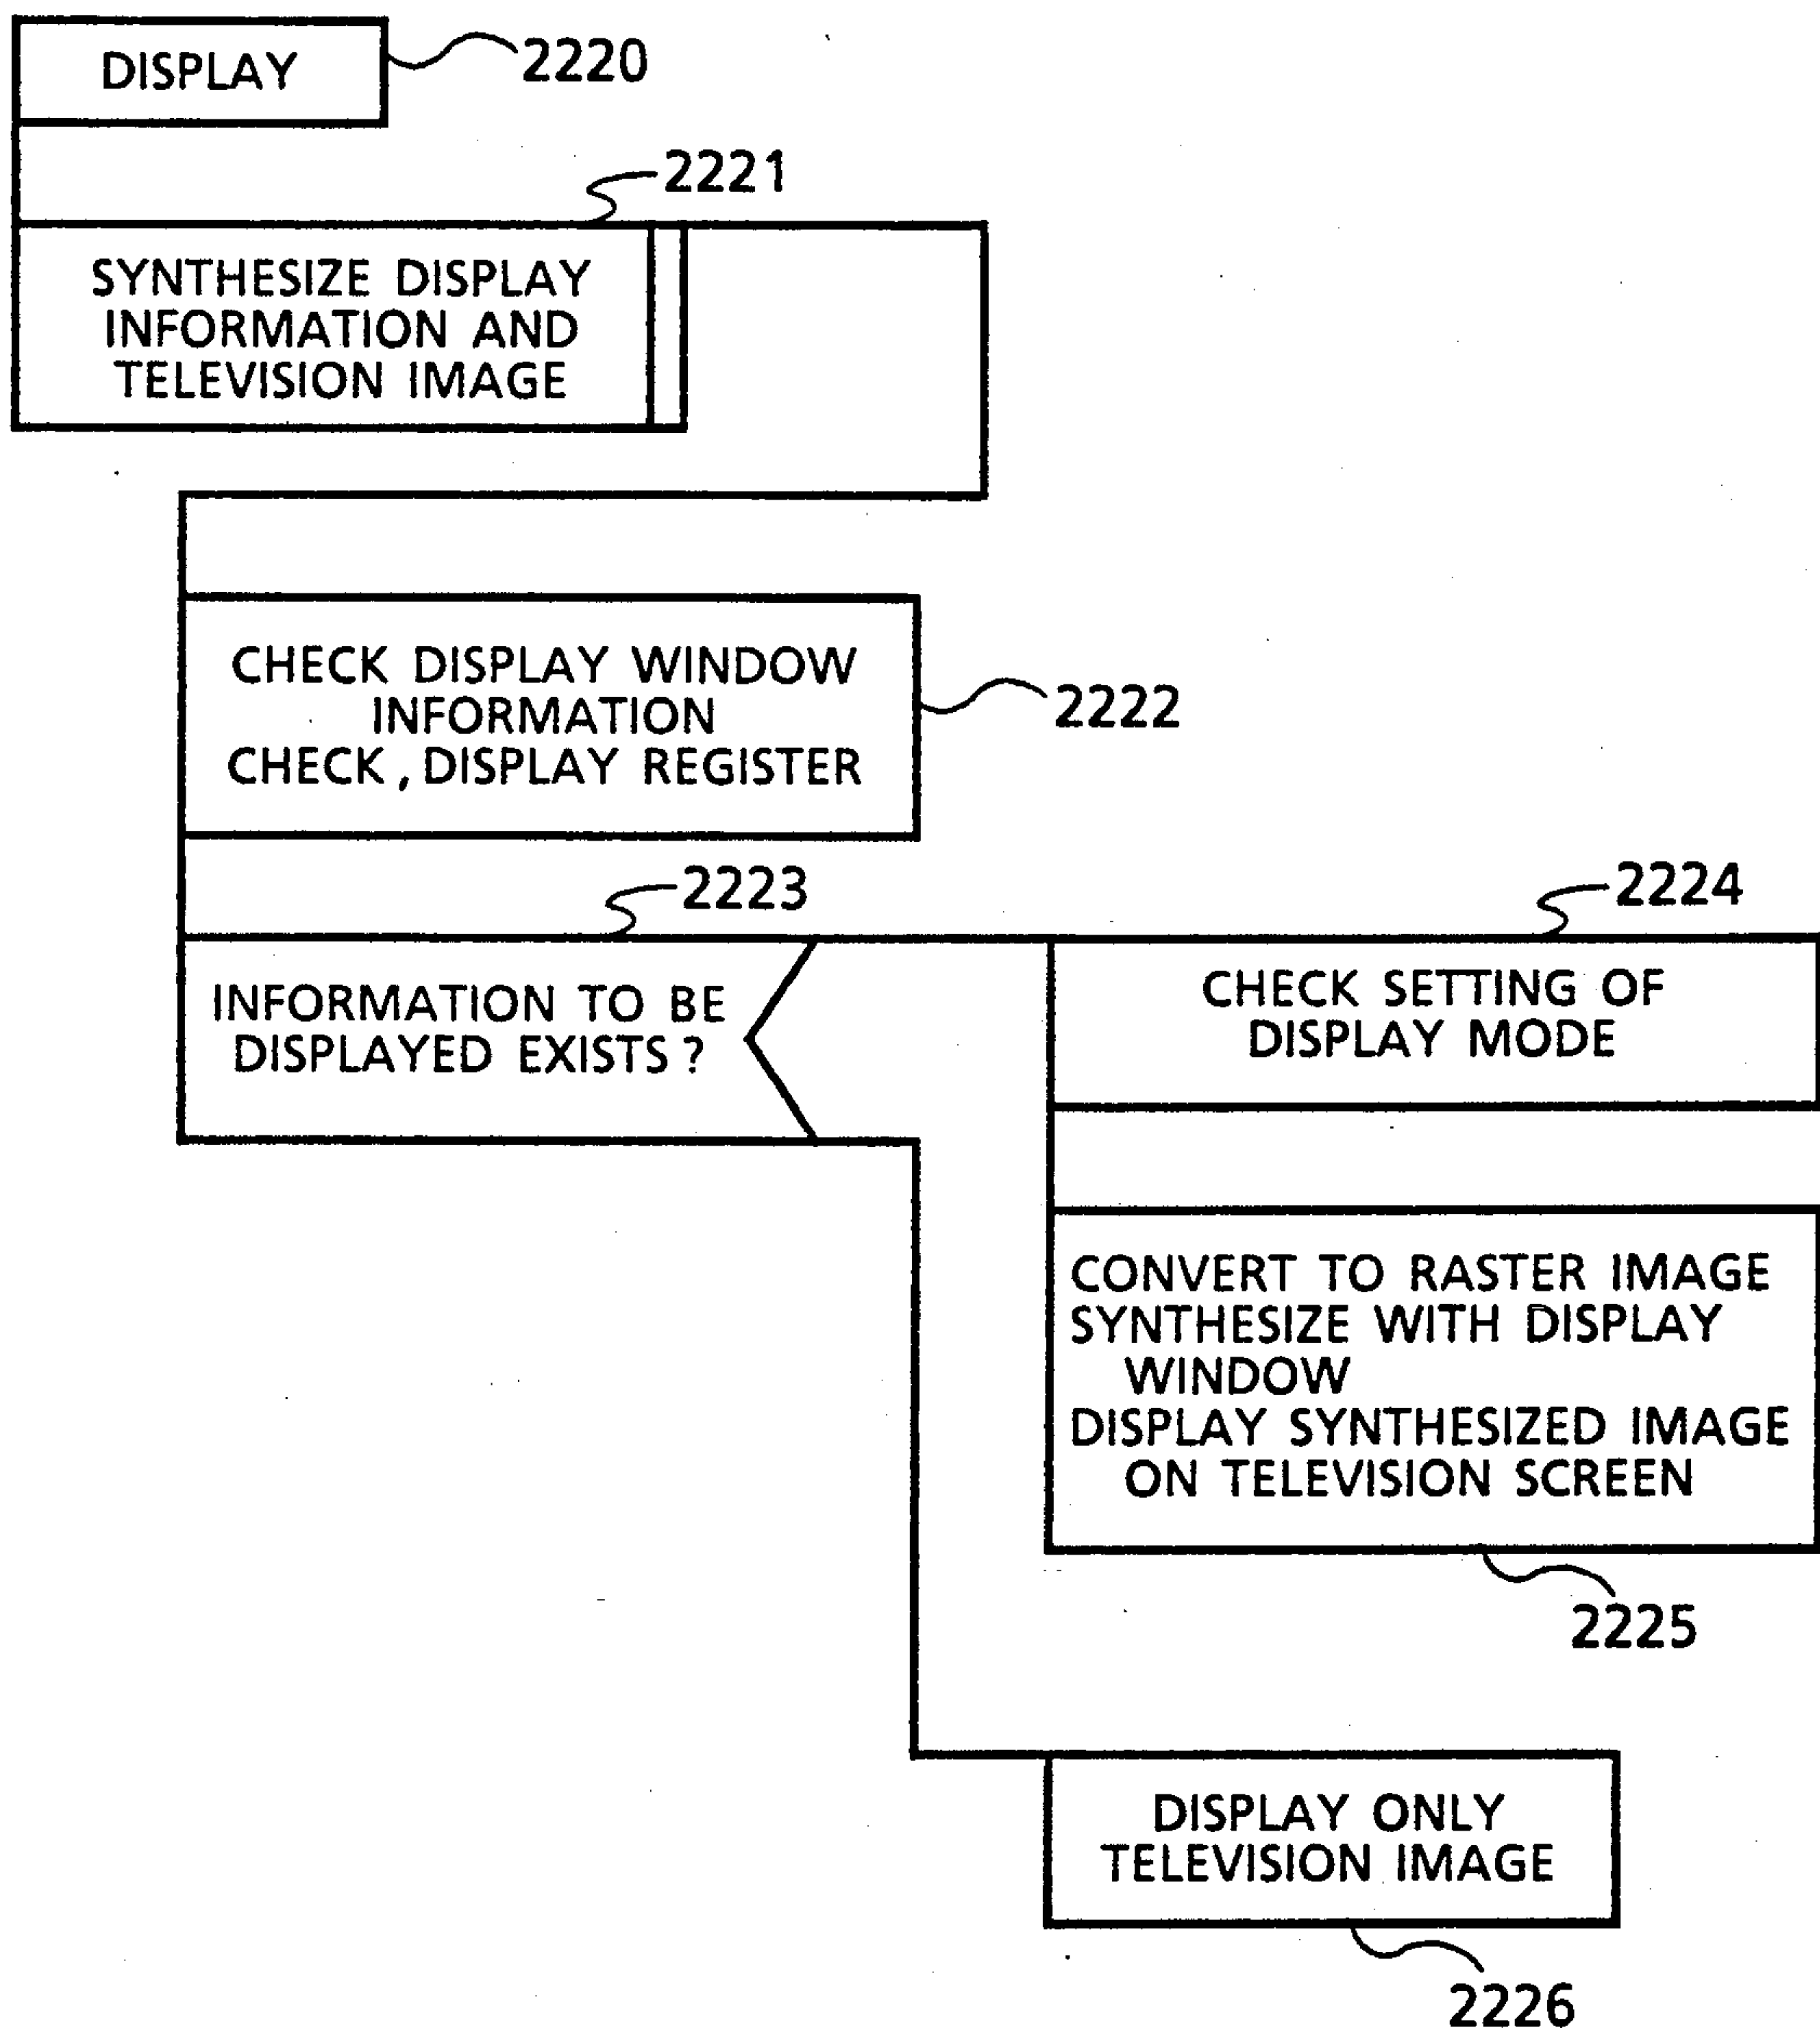 DISPLAY
2220
2221
SYNTHESIZE DISPLAY
INFORMATION AND
TELEVISION IMAGE
CHECK DISPLAY WINDOW
INFORMATION
CHECK, DISPLAY REGISTER
2222
2223
INFORMATION TO BE
DISPLAYED EXISTS?
2224
CHECK SETTING OF
DISPLAY MODE
CONVERT TO RASTER IMAGE
SYNTHESIZE WITH DISPLAY
WINDOW
DISPLAY SYNTHESIZED IMAGE
ON TELEVISION SCREEN
2225
DISPLAY ONLY
TELEVISION IMAGE
2226